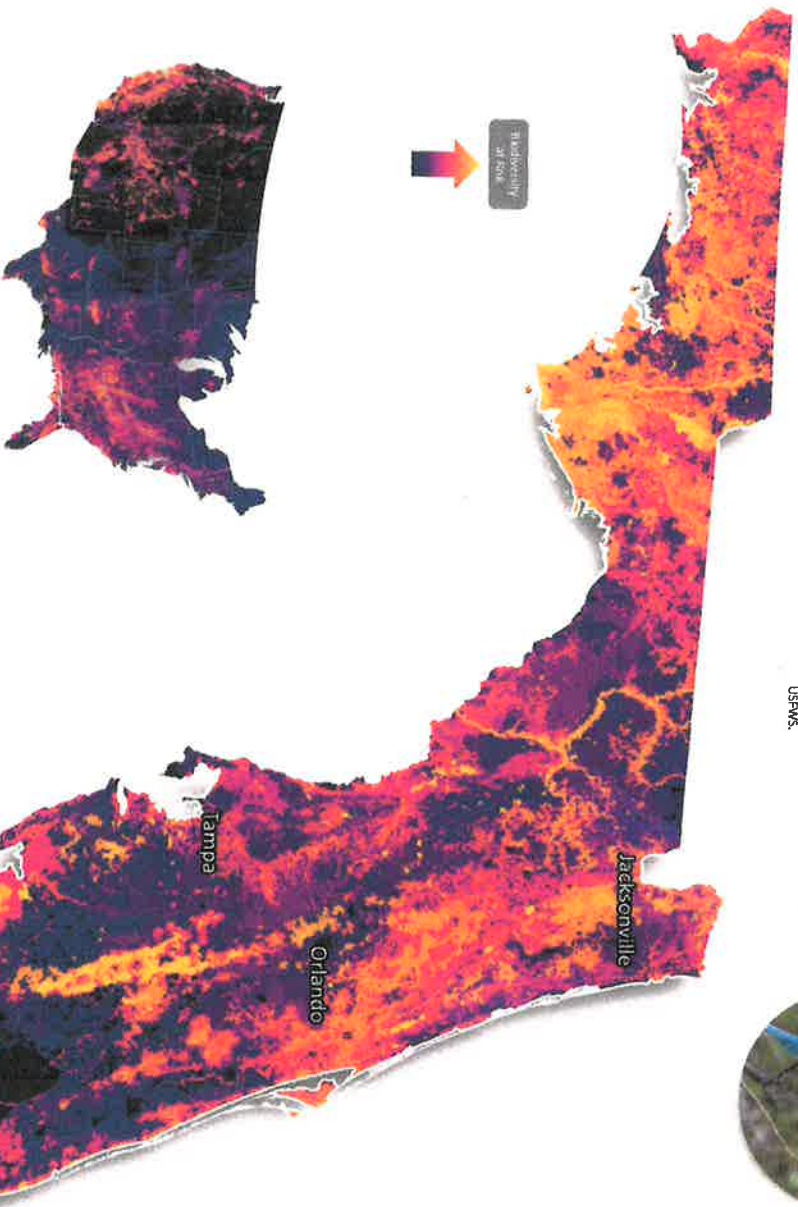 USFWS.
Biodiversity
at Risk
Jacksonville
Orlando
Tampa